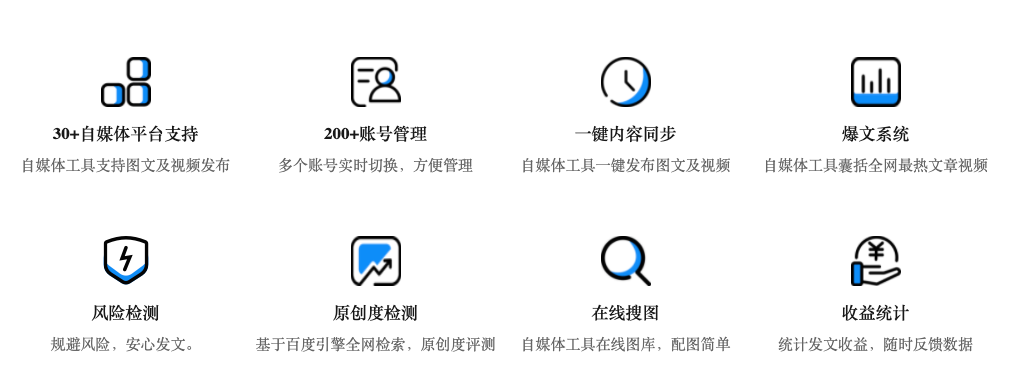 30+自媒体平台支持
自媒体工具支持图文及视频发布
200+账号管理
多个账号实时切换，方便管理
一键内容同步
自媒体工具一键发布图文及视频
爆文系统
自媒体工具囊括全网最热文章视频
风险检测
规避风险，安心发文。
原创度检测
基于百度引擎全网检索，原创度评测
在线搜图
自媒体工具在线图库，配图简单
¥
收益统计
统计发文收益，随时反馈数据